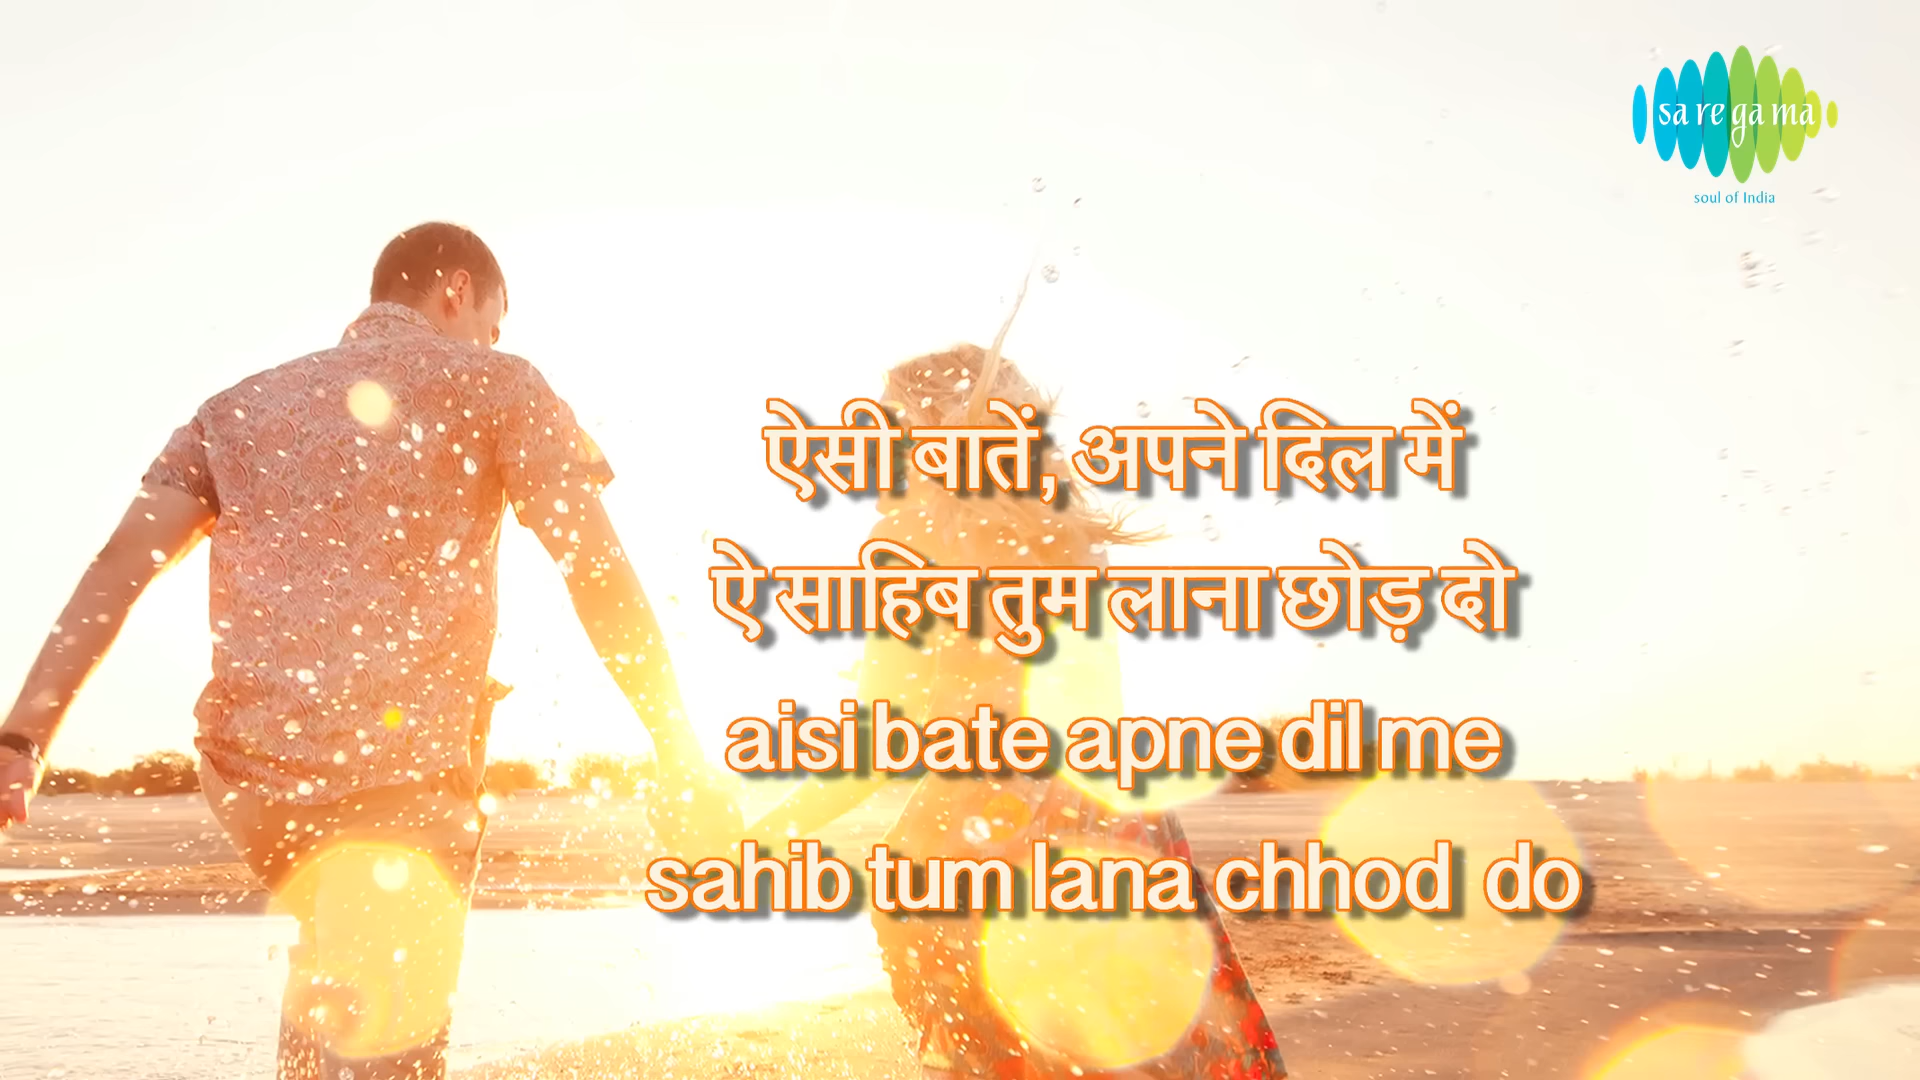 sa re ga ma
soul of India
ऐसी बातें, अपने दिल में
ऐ साहिब तुम लाना छोड़ दो
aisi bate apne dil me
sahib tum lana chhod do